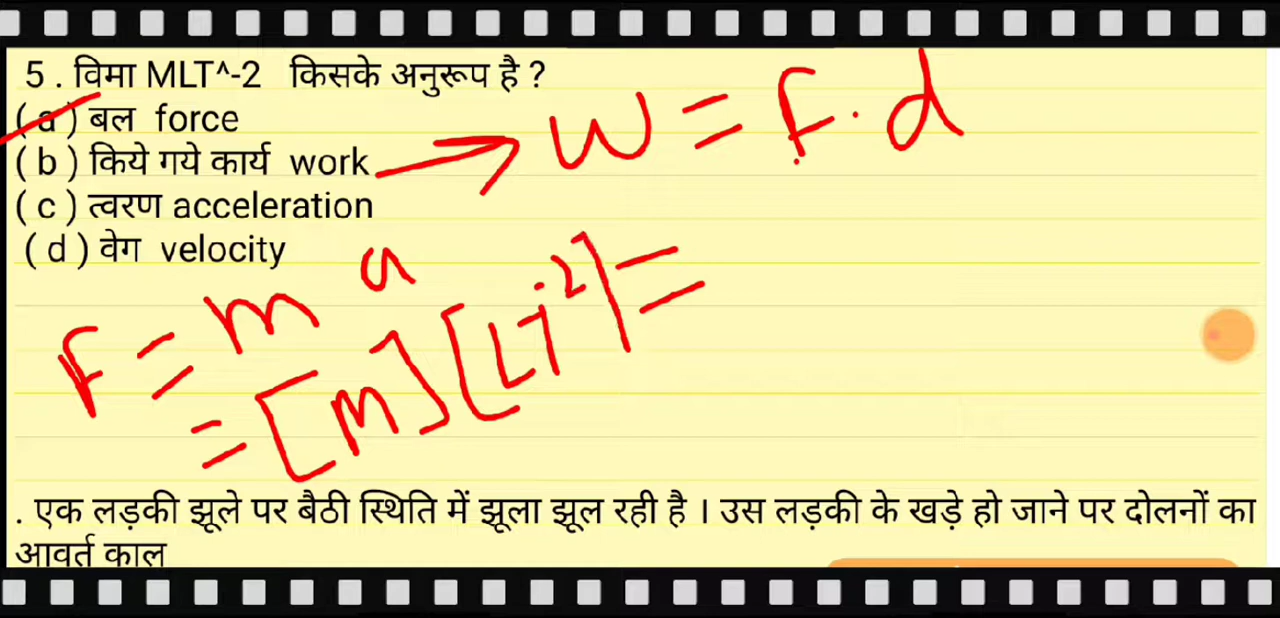 5 . विमा MLT^-2 किसके अनुरूप है ?
( a ) बल force
( b ) किये गये कार्य work
W = F . d
( c ) त्वरण acceleration
( d ) वेग velocity
F = m a
= [M] [LT^-2] =
. एक लड़की झूले पर बैठी स्थिति में झूला झूल रही है । उस लड़की के खड़े हो जाने पर दोलनों का
आवर्त काल